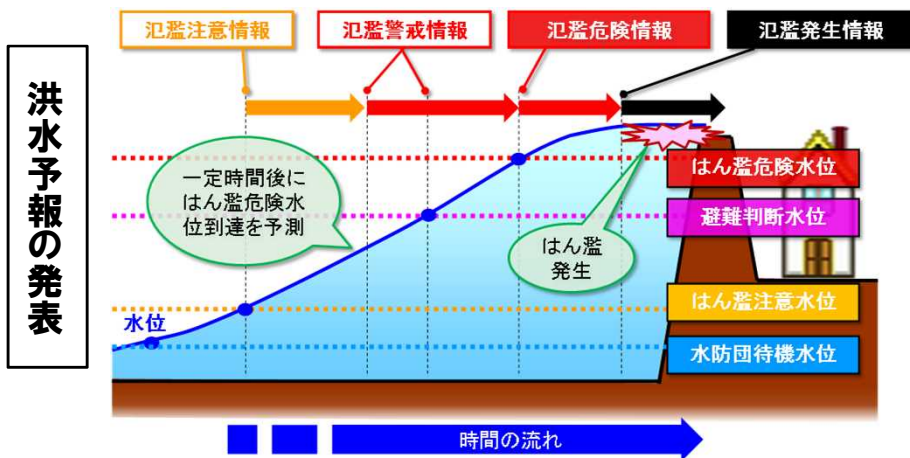 洪水予報の発表
氾濫注意情報
氾濫警戒情報
氾濫危険情報
氾濫発生情報
一定時間後に
はん濫危険水
位到達を予測
はん濫
発生
はん濫危険水位
避難判断水位
はん濫注意水位
水防団待機水位
水位
時間の流れ